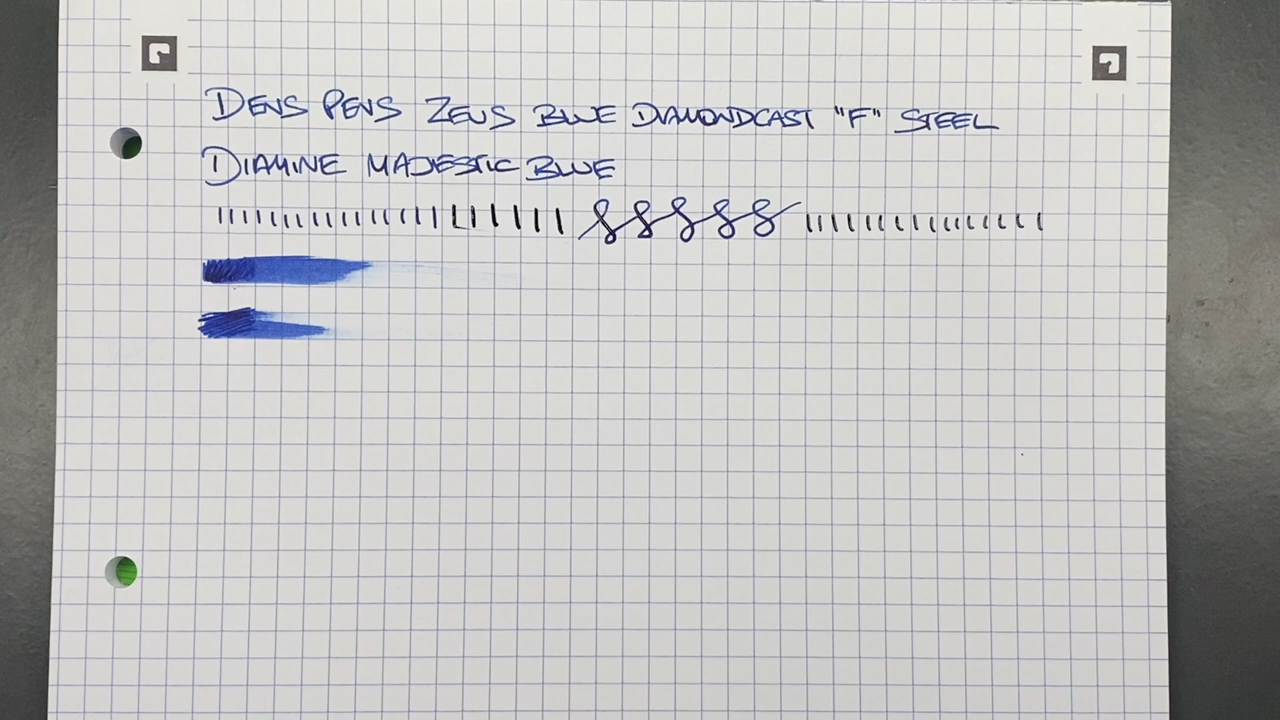 DENS PENS ZEUS BLUE DIAMONDCAST "F" STEEL
DIAMINE MAJESTIC BLUE